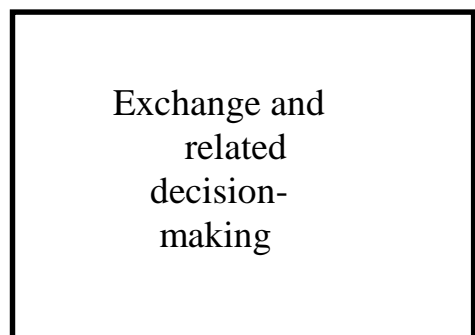 Exchange and
related
decision-
making